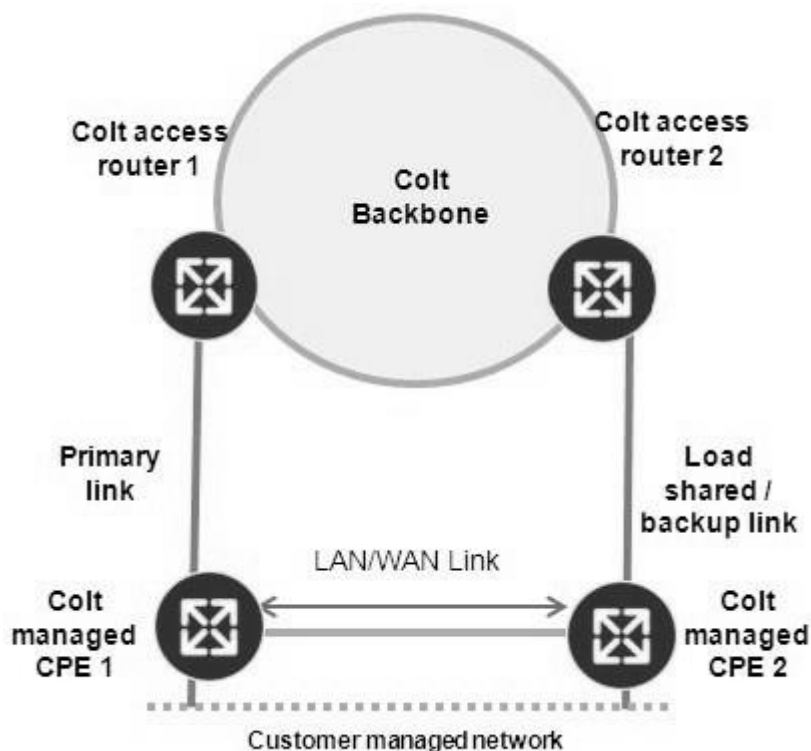 Colt access
router 1
Colt access
router 2
Colt
Backbone
Primary
link
Load
shared /
backup link
LAN/WAN Link
Colt
managed
CPE 1
Colt
managed
CPE 2
Customer managed network